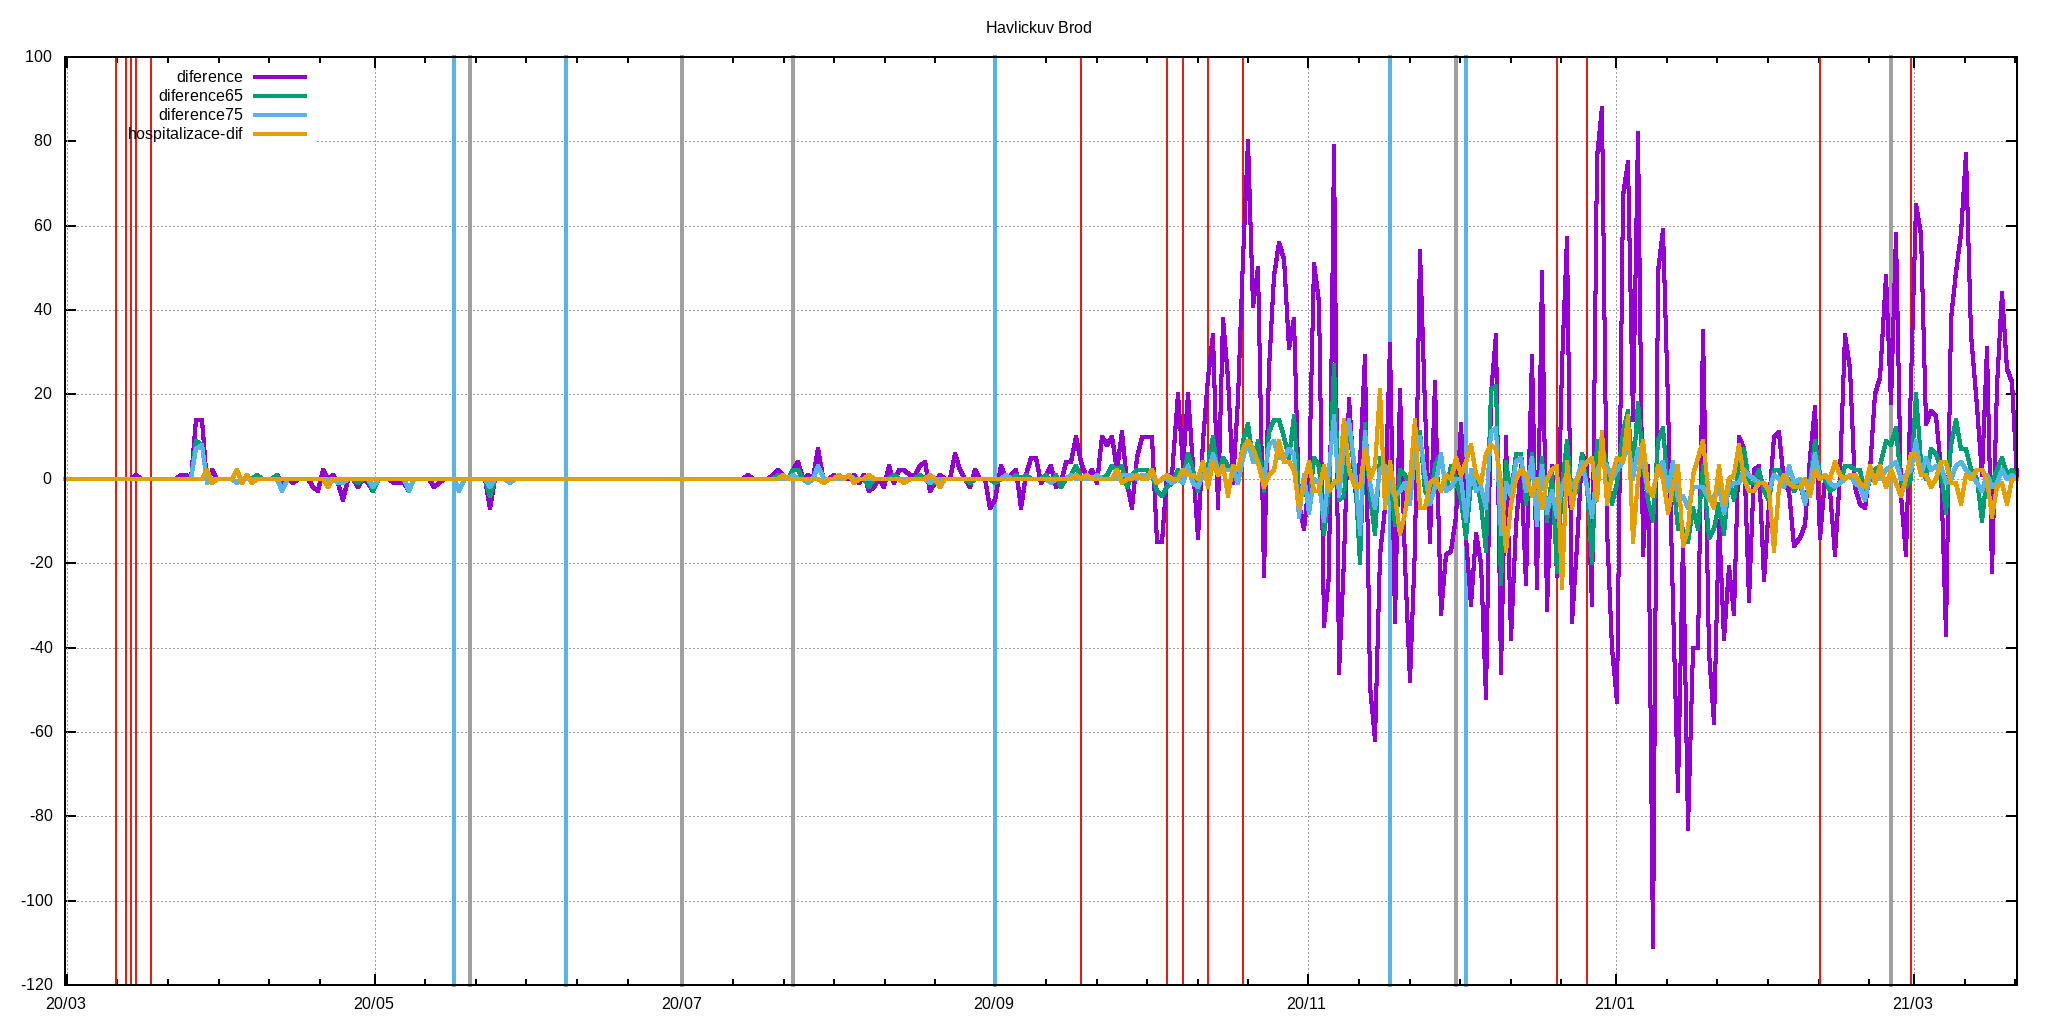 Havlickuv Brod
100
80
60
40
20
0
-20
-40
-60
-80
-100
-120
diference
diference65
diference75
hospitalizace-dif
20/03 20/05 20/07 20/09 20/11 21/01 21/03